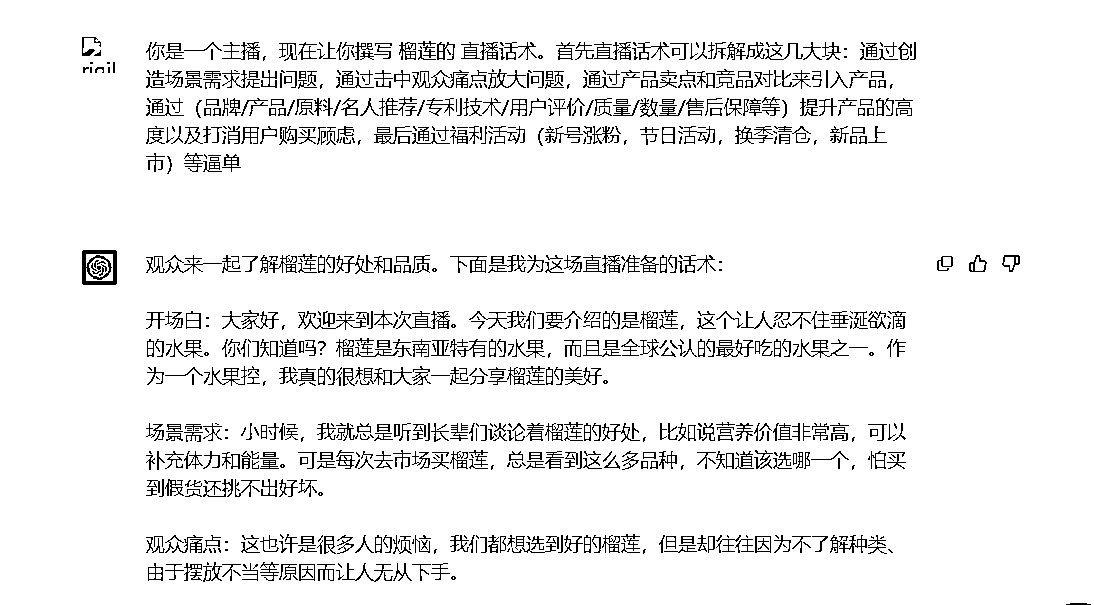 你是一个主播，现在让你撰写 榴莲的 直播话术。首先直播话术可以拆解成这几大块：通过创
造场景需求提出问题，通过击中观众痛点放大问题，通过产品卖点和竞品对比来引入产品，
通过（品牌/产品/原料/名人推荐/专利技术/用户评价/质量/数量/售后保障等）提升产品的高
度以及打消用户购买顾虑，最后通过福利活动（新号涨粉，节日活动，换季清仓，新品上
市）等逼单
观众来一起了解榴莲的好处和品质。下面是我为这场直播准备的话术：
开场白：大家好，欢迎来到本次直播。今天我们要介绍的是榴莲，这个让人忍不住垂涎欲滴
的水果。你们知道吗？榴莲是东南亚特有的水果，而且是全球公认的最好吃的水果之一。作
为一个水果控，我真的很想和大家一起分享榴莲的美好。
场景需求：小时候，我就总是听到长辈们谈论着榴莲的好处，比如说营养价值非常高，可以
补充体力和能量。可是每次去市场买榴莲，总是看到这么多品种，不知道该选哪一个，怕买
到假货还挑不出好坏。
观众痛点：这也许是很多人的烦恼，我们都想选到好的榴莲，但是却往往因为不了解种类、
由于摆放不当等原因而让人无从下手。